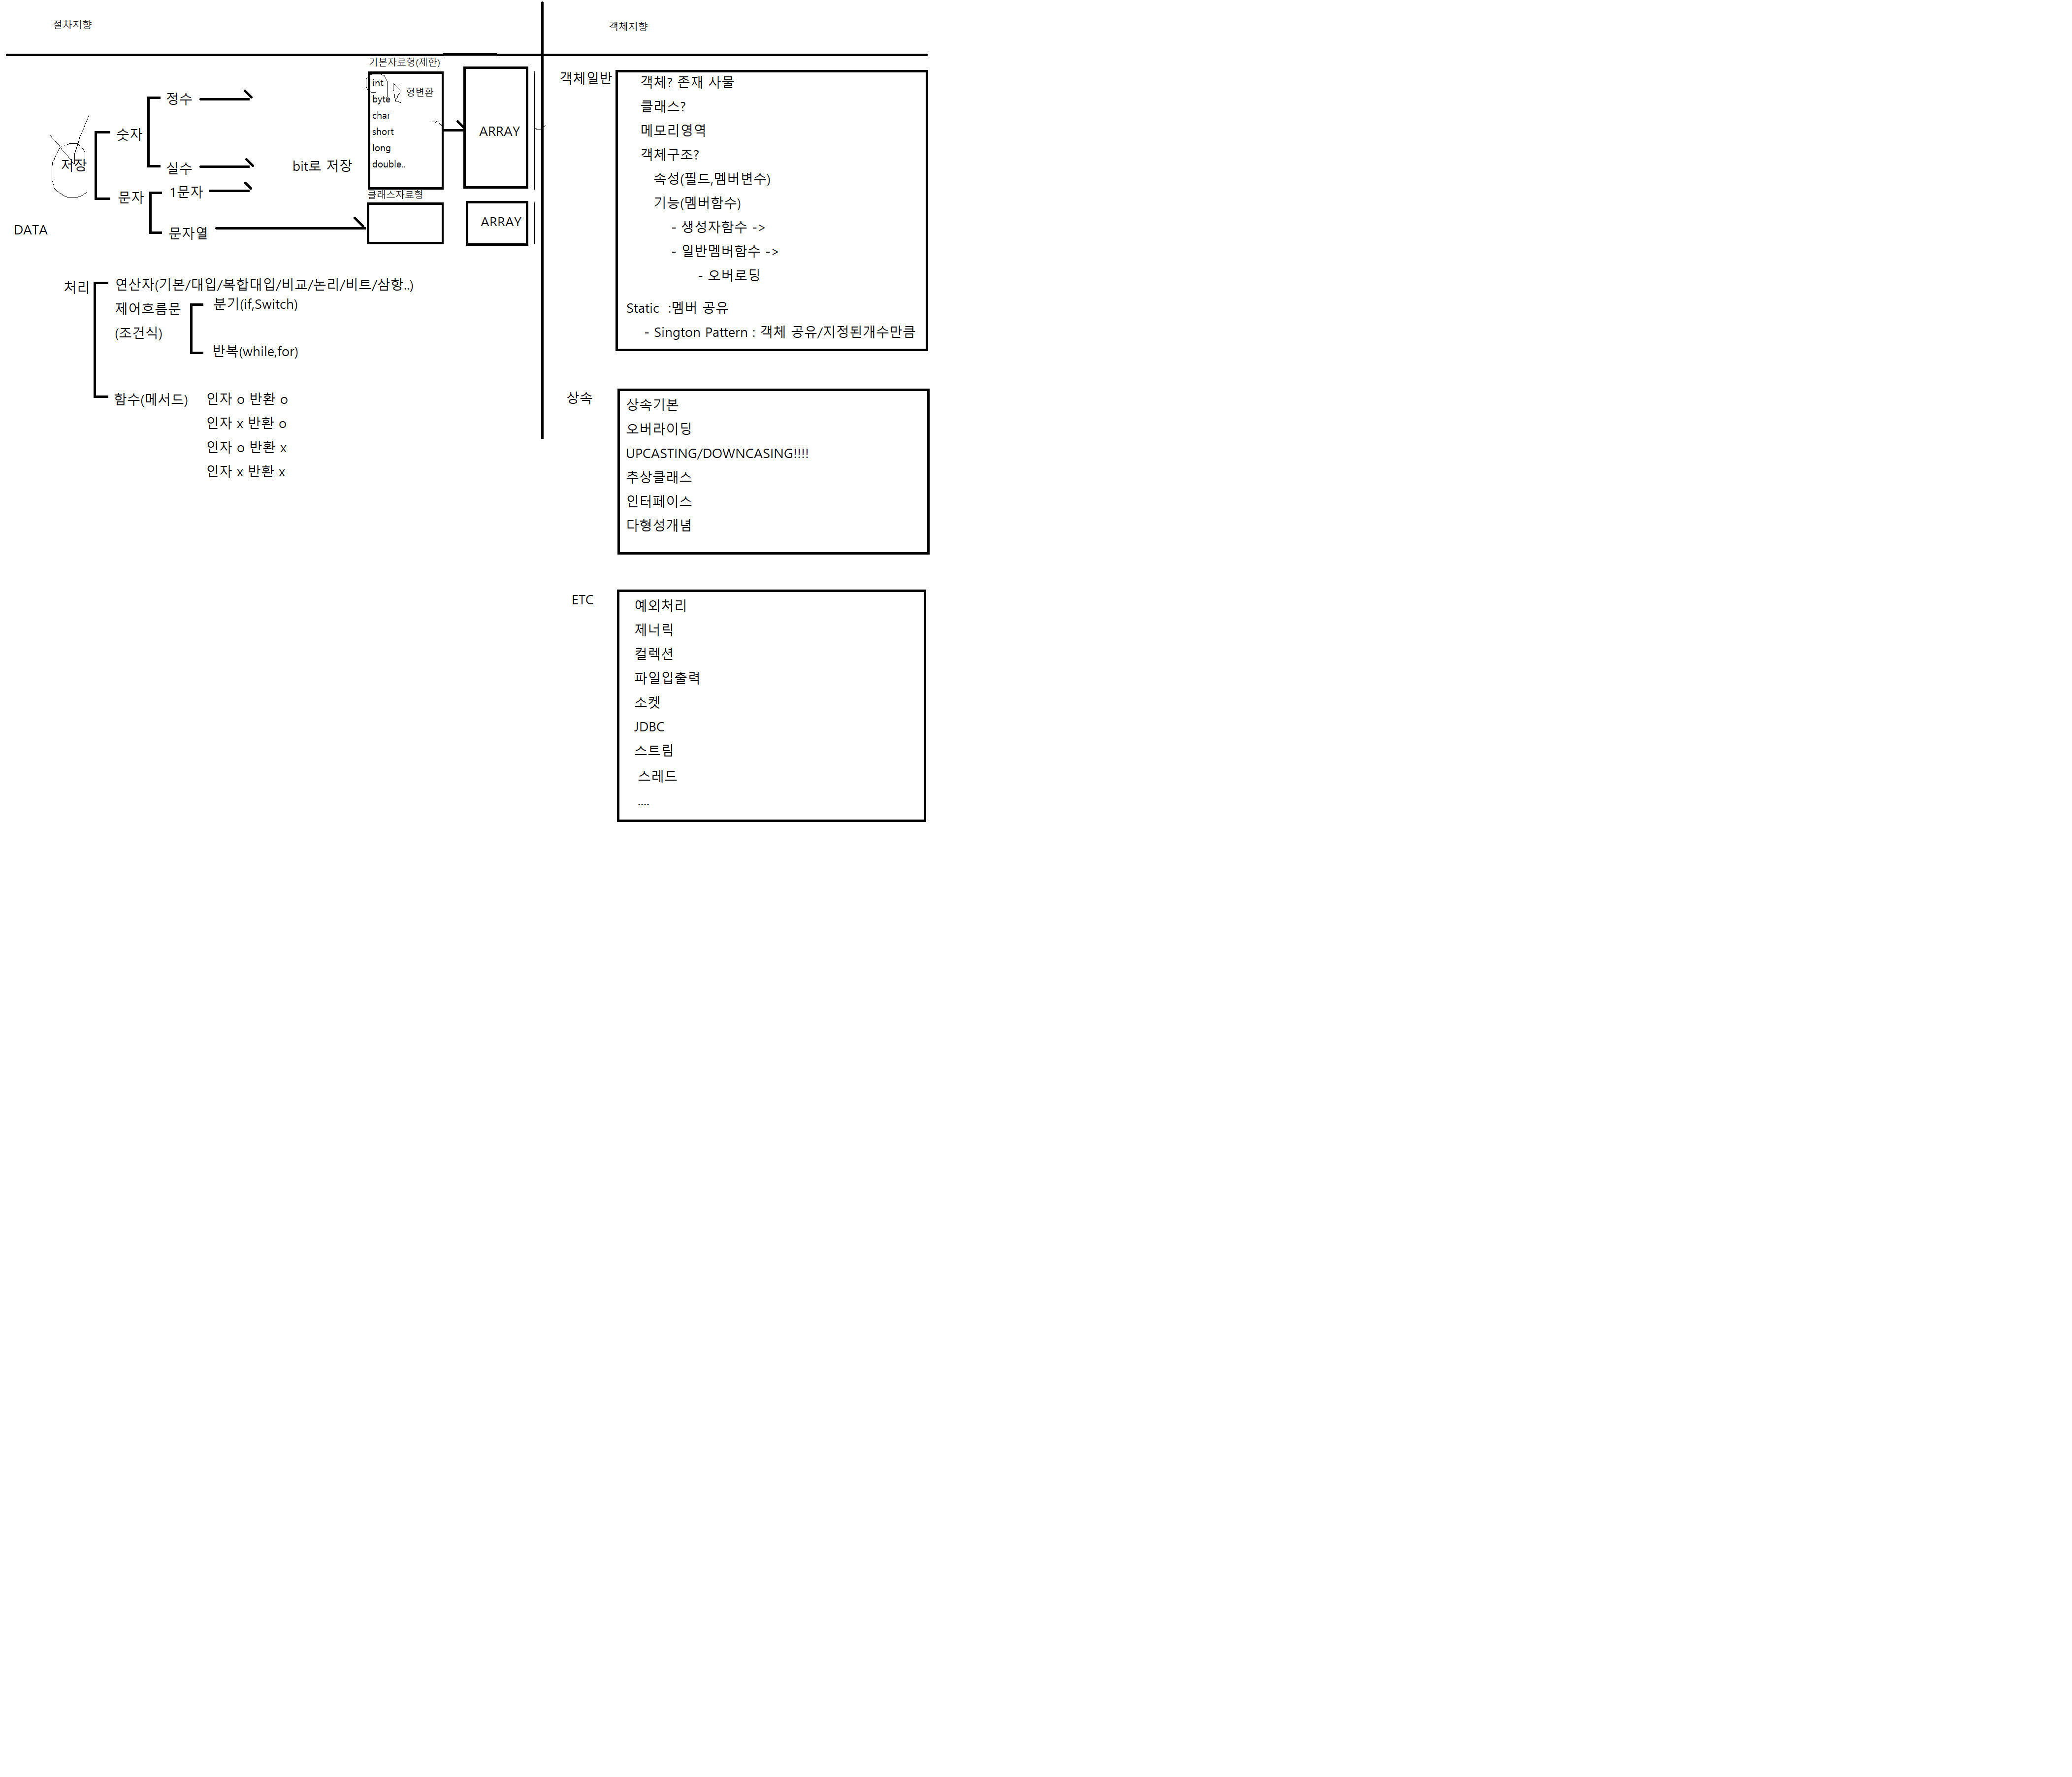 절차지향
객체지향
기본자료형(제한)
int
byte
char
short
long
double..
형변환
ARRAY
정수
숫자
저장
실수
bit로 저장
1문자
문자
문자열
클래스자료형
ARRAY
DATA
처리
연산자(기본/대입/복합대입/비교/논리/비트/삼항..)
제어흐름문
(조건식)
분기(if,Switch)
반복(while,for)
함수(메서드)
인자 o 반환 o
인자 x 반환 o
인자 o 반환 x
인자 x 반환 x
객체일반
객체? 존재 사물
클래스?
메모리영역
객체구조?
속성(필드,멤버변수)
기능(멤버함수)
- 생성자함수 ->
- 일반멤버함수 ->
- 오버로딩
Static :멤버 공유
- Sington Pattern : 객체 공유/지정된개수만큼
상속
상속기본
오버라이딩
UPCASTING/DOWNCASING!!!!
추상클래스
인터페이스
다형성개념
ETC
예외처리
제너릭
컬렉션
파일입출력
소켓
JDBC
스트림
스레드
....